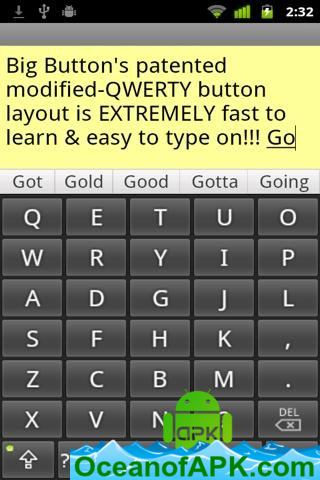 2:32
Big Button's patented
modified-QWERTY button
layout is EXTREMELY fast to
learn & easy to type on!!! Go
Got Gold Good Gotta Going
Q E T U O
W R Y I P
A D G J L
S F H K ,
Z C B M .
X V N DEL
?
APK
OceanofAPK.com